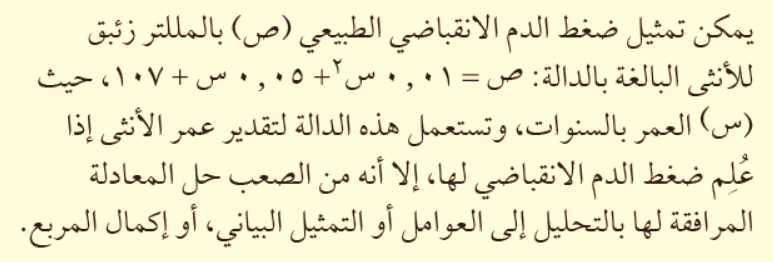 يمكن تمثيل ضغط الدم الانقباضي الطبيعي (ص) بالمللتر زئبق
للأنثى البالغة بالدالة: ص = ٠,٠١ س٢ + ٠,٠٥ س + ١٠٧، حيث
(س) العمر بالسنوات، وتستعمل هذه الدالة لتقدير عمر الأنثى إذا
عُلِم ضغط الدم الانقباضي لها، إلا أنه من الصعب حل المعادلة
المرافقة لها بالتحليل إلى العوامل أو التمثيل البياني، أو إكمال المربع.